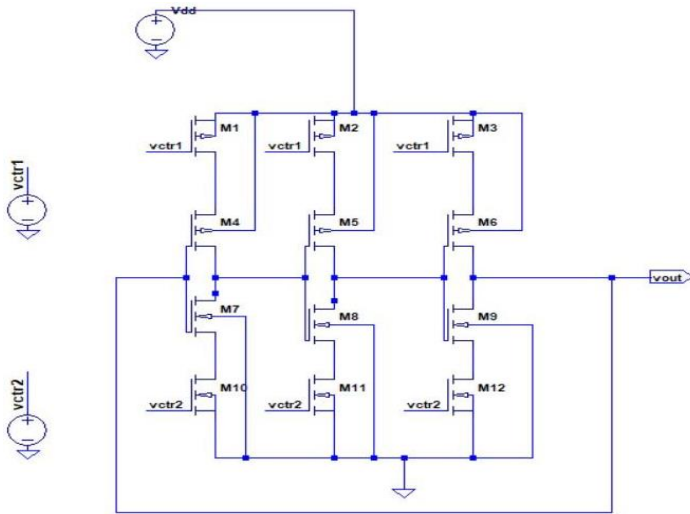 Vdd
M1
M2
M3
vctr1
vctr1
vctr1
vctr1
M4
M5
M6
vout
M7
M8
M9
vctr2
M10
M11
M12
vctr2
vctr2
vctr2